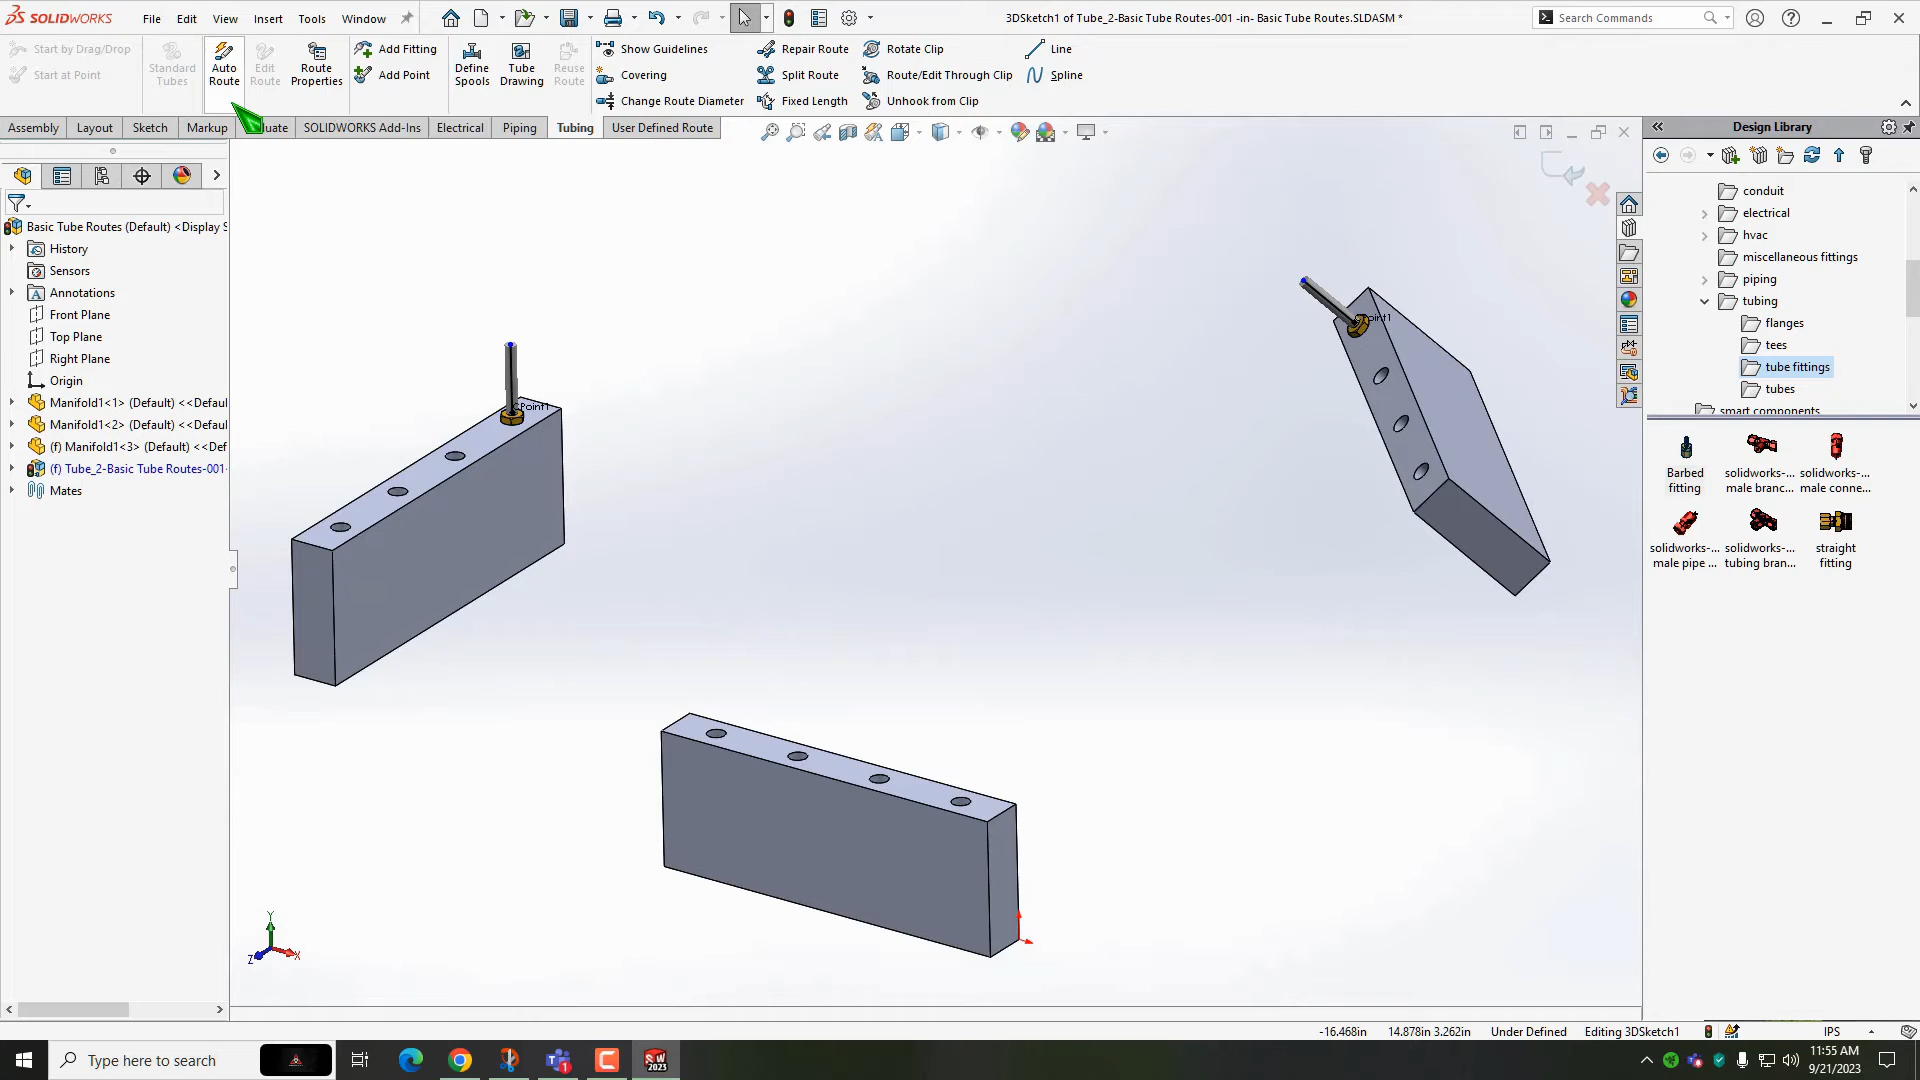 SOLIDWORKS File Edit View Insert Tools Window
3DSketch1 of Tube_2-Basic Tube Routes-001 -in- Basic Tube Routes.SLDASM *
Search Commands
Start by Drag/Drop
Start at Point
Standard Tubes
Auto Route
Edit Route
Route Properties
Add Fitting
Add Point
Define Spools
Tube Drawing
Reuse Route
Show Guidelines
Covering
Change Route Diameter
Repair Route
Split Route
Fixed Length
Rotate Clip
Route/Edit Through Clip
Unhook from Clip
Line
Spline
Assembly Layout Sketch Markup uate SOLIDWORKS Add-Ins Electrical Piping Tubing User Defined Route
Basic Tube Routes (Default) <Display S
History
Sensors
Annotations
Front Plane
Top Plane
Right Plane
Origin
Manifold1<1> (Default) <<Defaul
Manifold1<2> (Default) <<Defaul
(f) Manifold1<3> (Default) <<Def
(f) Tube_2-Basic Tube Routes-001
Mates
CPoint1
Point1
Y
Z
X
Design Library
conduit
electrical
hvac
miscellaneous fittings
piping
tubing
flanges
tees
tube fittings
tubes
smart components
Barbed fitting
solidworks-... male branc...
solidworks-... male conne...
solidworks-... male pipe ...
solidworks-... tubing bran...
straight fitting
-16.468in 14.878in 3.262in Under Defined Editing 3DSketch1 IPS
Type here to search
SW 2023
1
11:55 AM
9/21/2023